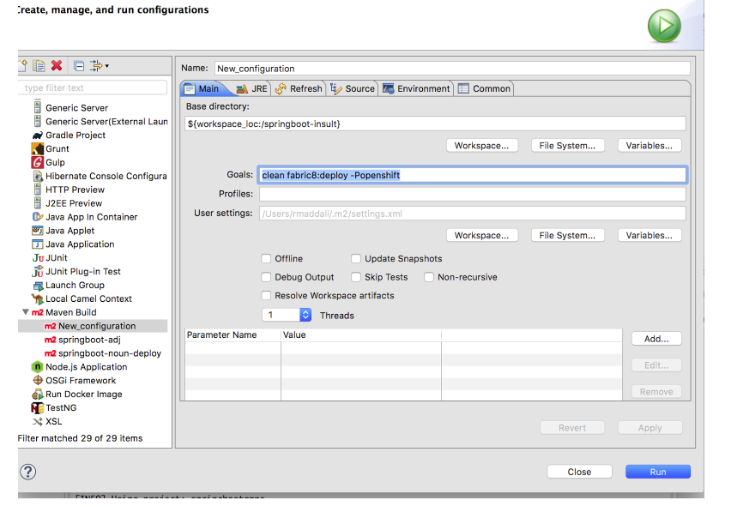 Create, manage, and run configurations
Name: New_configuration
type filter text
Main JRE Refresh Source Environment Common
Base directory:
${workspace_loc:/springboot-insult}
Workspace... File System... Variables...
Goals: clean fabric8:deploy -Popenshift
Profiles:
User settings: /Users/rmaddali/.m2/settings.xml
Workspace... File System... Variables...
Offline Update Snapshots
Debug Output Skip Tests Non-recursive
Resolve Workspace artifacts
1 Threads
Parameter Name Value
Add...
Edit...
Remove
Generic Server
Generic Server(External Laun
Gradle Project
Grunt
Gulp
Hibernate Console Configura
HTTP Preview
J2EE Preview
Java App in Container
Java Applet
Java Application
Ju JUnit
JUnit Plug-in Test
Launch Group
Local Camel Context
m2 Maven Build
m2 New_configuration
m2 springboot-adj
m2 springboot-noun-deploy
Node.js Application
OSGi Framework
Run Docker Image
TestNG
XSL
Filter matched 29 of 29 items
Revert Apply
? Close Run